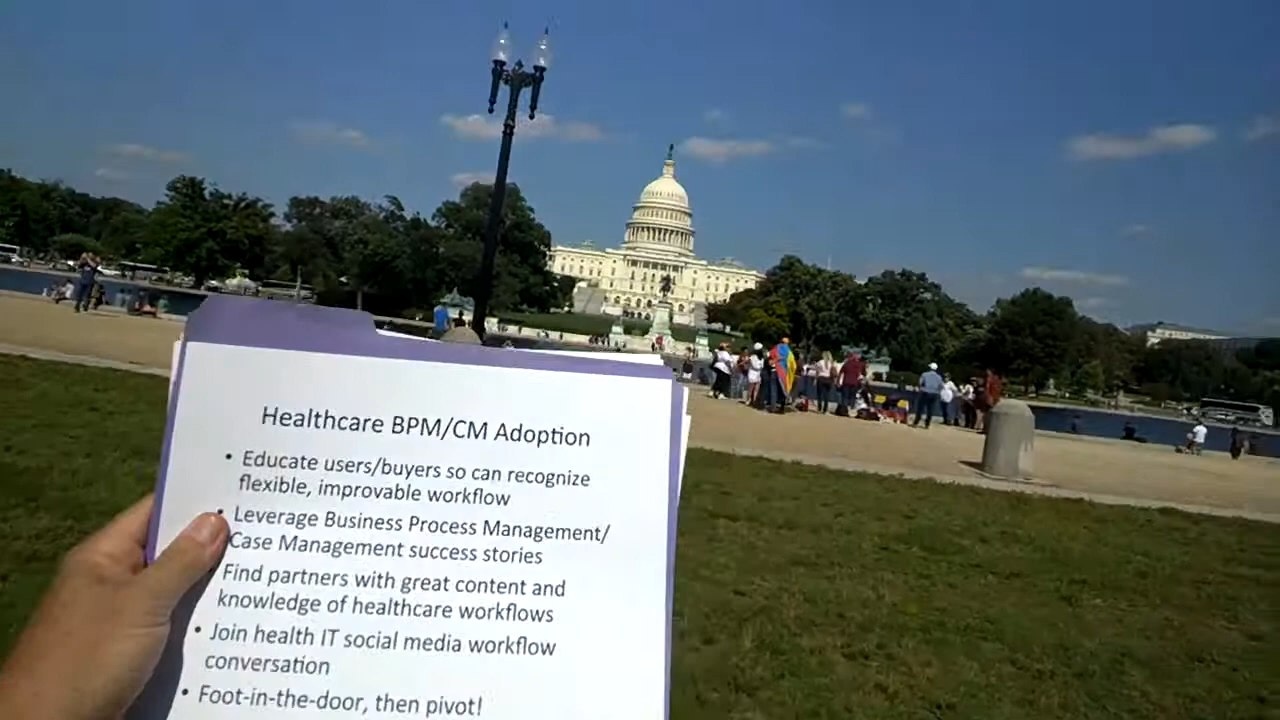 Healthcare BPM/CM Adoption
• Educate users/buyers so can recognize
flexible, improvable workflow
• Leverage Business Process Management/
Case Management success stories
• Find partners with great content and
knowledge of healthcare workflows
• Join health IT social media workflow
conversation
• Foot-in-the-door, then pivot!